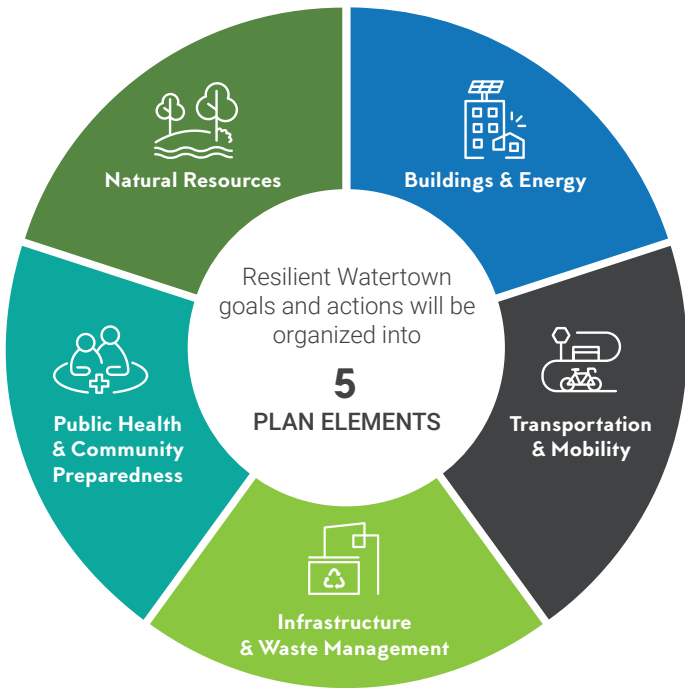 Natural Resources
Buildings & Energy
Resilient Watertown
goals and actions will be
organized into
5
PLAN ELEMENTS
Public Health
& Community
Preparedness
Transportation
& Mobility
Infrastructure
& Waste Management